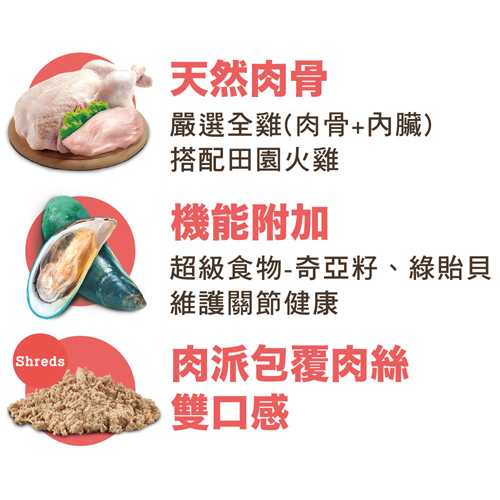 天然肉骨
嚴選全雞(肉骨+內臟)
搭配田園火雞
機能附加
超級食物-奇亞籽、綠貽貝
維護關節健康
Shreds
肉派包覆肉絲
雙口感